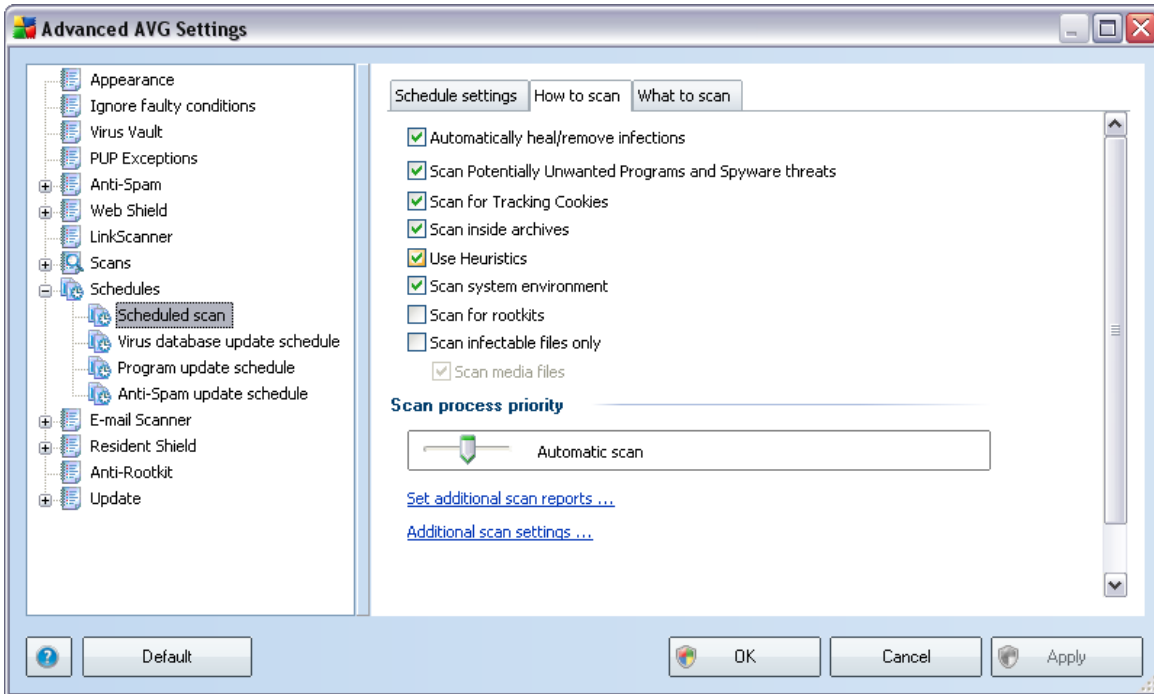 Advanced AVG Settings
Appearance
Ignore faulty conditions
Virus Vault
PUP Exceptions
Anti-Spam
Web Shield
LinkScanner
Scans
Schedules
Scheduled scan
Virus database update schedule
Program update schedule
Anti-Spam update schedule
E-mail Scanner
Resident Shield
Anti-Rootkit
Update
Schedule settings How to scan What to scan
Automatically heal/remove infections
Scan Potentially Unwanted Programs and Spyware threats
Scan for Tracking Cookies
Scan inside archives
Use Heuristics
Scan system environment
Scan for rootkits
Scan infectable files only
Scan media files
Scan process priority
Automatic scan
Set additional scan reports ...
Additional scan settings ...
? Default OK Cancel Apply